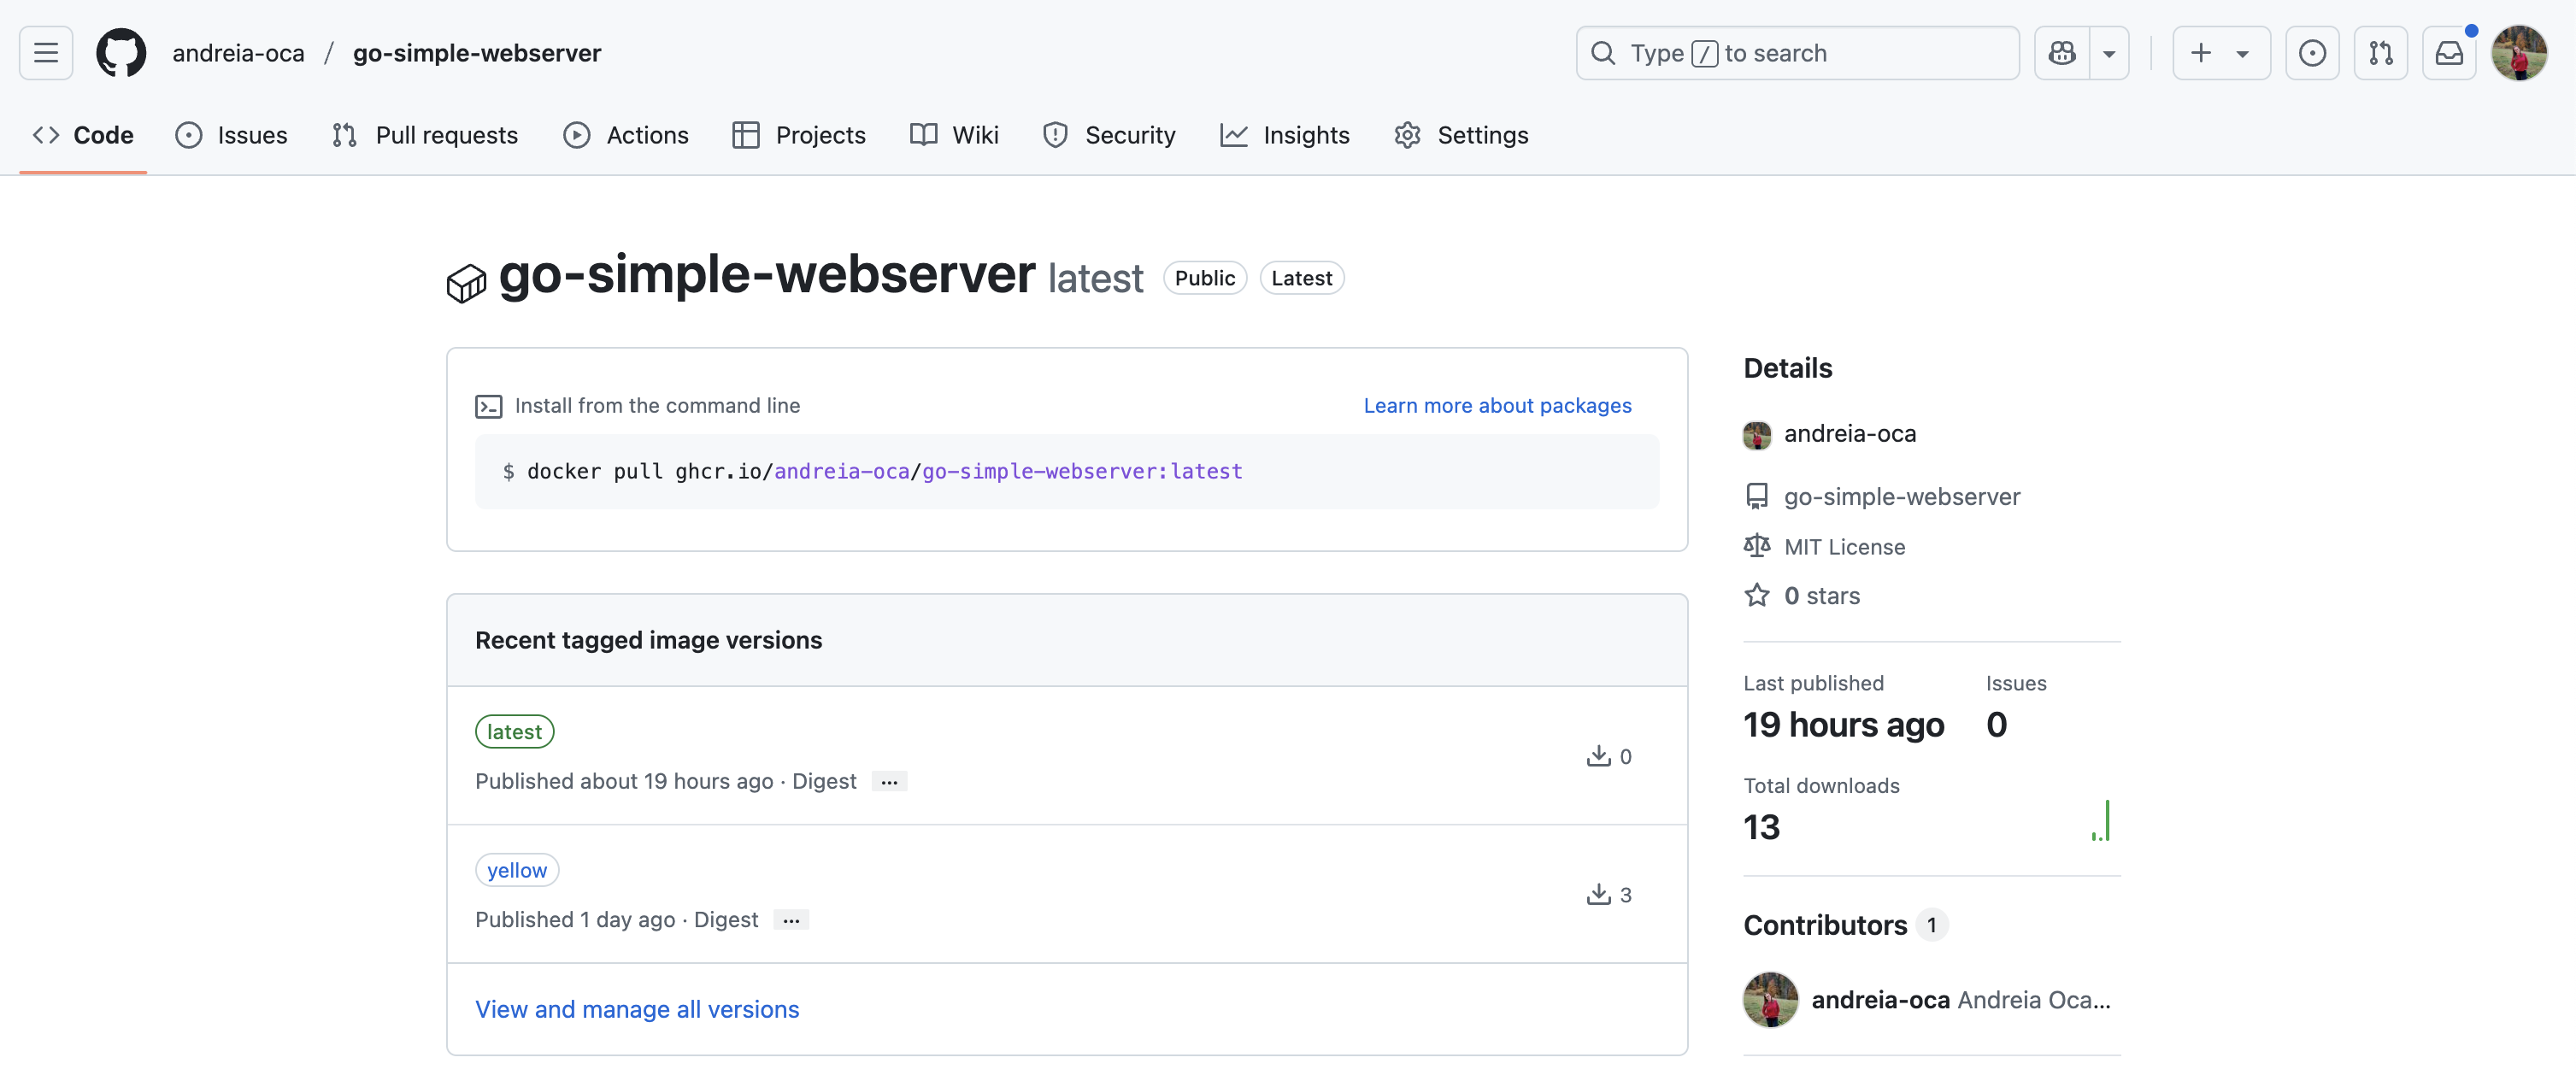 andreia-oca / go-simple-webserver
Type / to search
Code
Issues
Pull requests
Actions
Projects
Wiki
Security
Insights
Settings
go-simple-webserver latest Public Latest
Install from the command line
Learn more about packages
$ docker pull ghcr.io/andreia-oca/go-simple-webserver:latest
Recent tagged image versions
latest
Published about 19 hours ago · Digest ...
0
yellow
Published 1 day ago · Digest ...
3
View and manage all versions
Details
andreia-oca
go-simple-webserver
MIT License
0 stars
Last published
19 hours ago
Issues
0
Total downloads
13
Contributors 1
andreia-oca Andreia Oca...